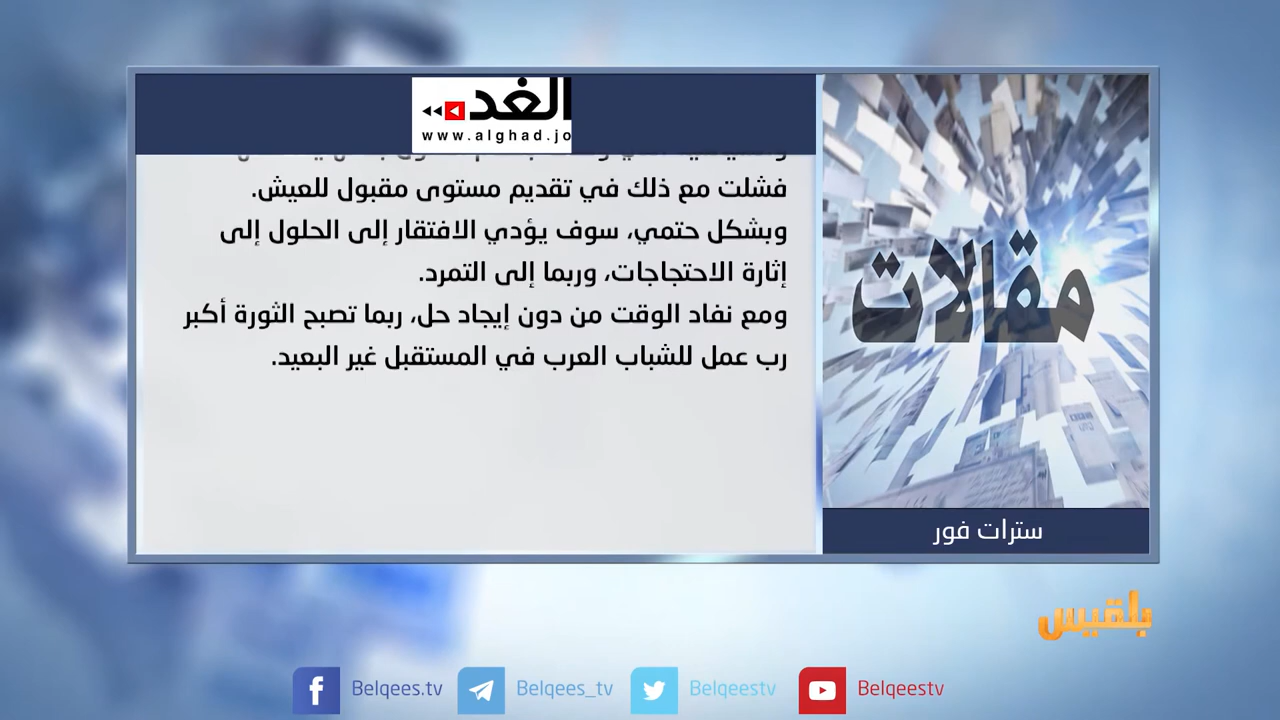 الغد
www.alghad.jo
فشلت مع ذلك في تقديم مستوى مقبول للعيش.
وبشكل حتمي، سوف يؤدي الافتقار إلى الحلول إلى
إثارة الاحتجاجات، وربما إلى التمرد.
ومع نفاد الوقت من دون إيجاد حل، ربما تصبح الثورة أكبر
رب عمل للشباب العرب في المستقبل غير البعيد.
مقالات
سترات فور
بلقيس
Belqees.tv
Belqees_tv
Belqeestv
Belqeestv